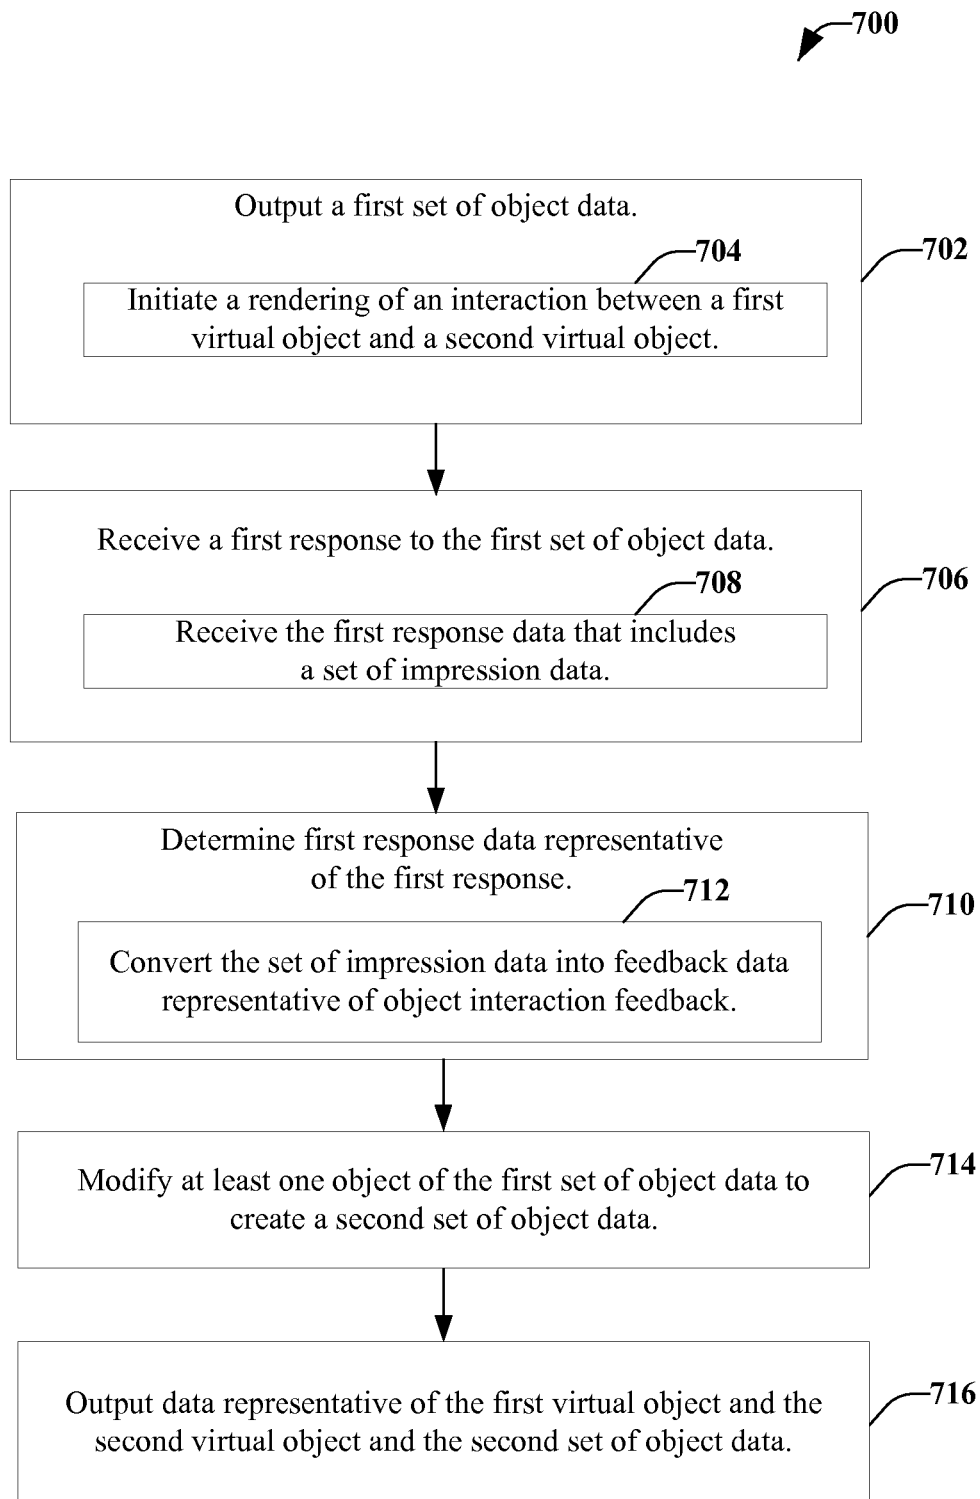 700
Output a first set of object data.
702
704
Initiate a rendering of an interaction between a first
virtual object and a second virtual object.
Receive a first response to the first set of object data.
706
708
Receive the first response data that includes
a set of impression data.
Determine first response data representative
of the first response.
710
712
Convert the set of impression data into feedback data
representative of object interaction feedback.
Modify at least one object of the first set of object data to
create a second set of object data.
714
Output data representative of the first virtual object and the
second virtual object and the second set of object data.
716